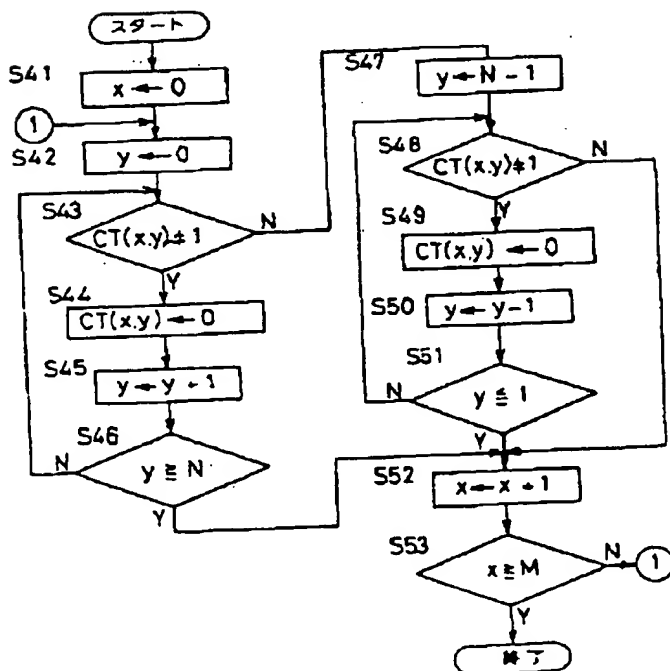 スタート
S41
x ← 0
1
S42
y ← 0
S43
CT(x,y)≠1
N
Y
S44
CT(x,y) ← 0
S45
y ← y + 1
S46
y ≧ N
N
Y
S47
y ← N - 1
S48
CT(x,y)≠1
N
Y
S49
CT(x,y) ← 0
S50
y ← y - 1
S51
y ≦ 1
N
Y
S52
x ← x + 1
S53
x ≧ M
N
1
Y
終了